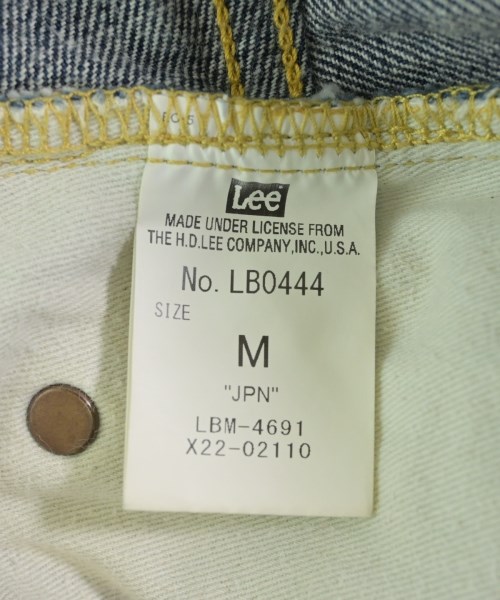 Lee
MADE UNDER LICENSE FROM
THE H.D.LEE COMPANY,INC.,U.S.A.
No. LB0444
SIZE
M
"JPN"
LBM-4691
X22-02110